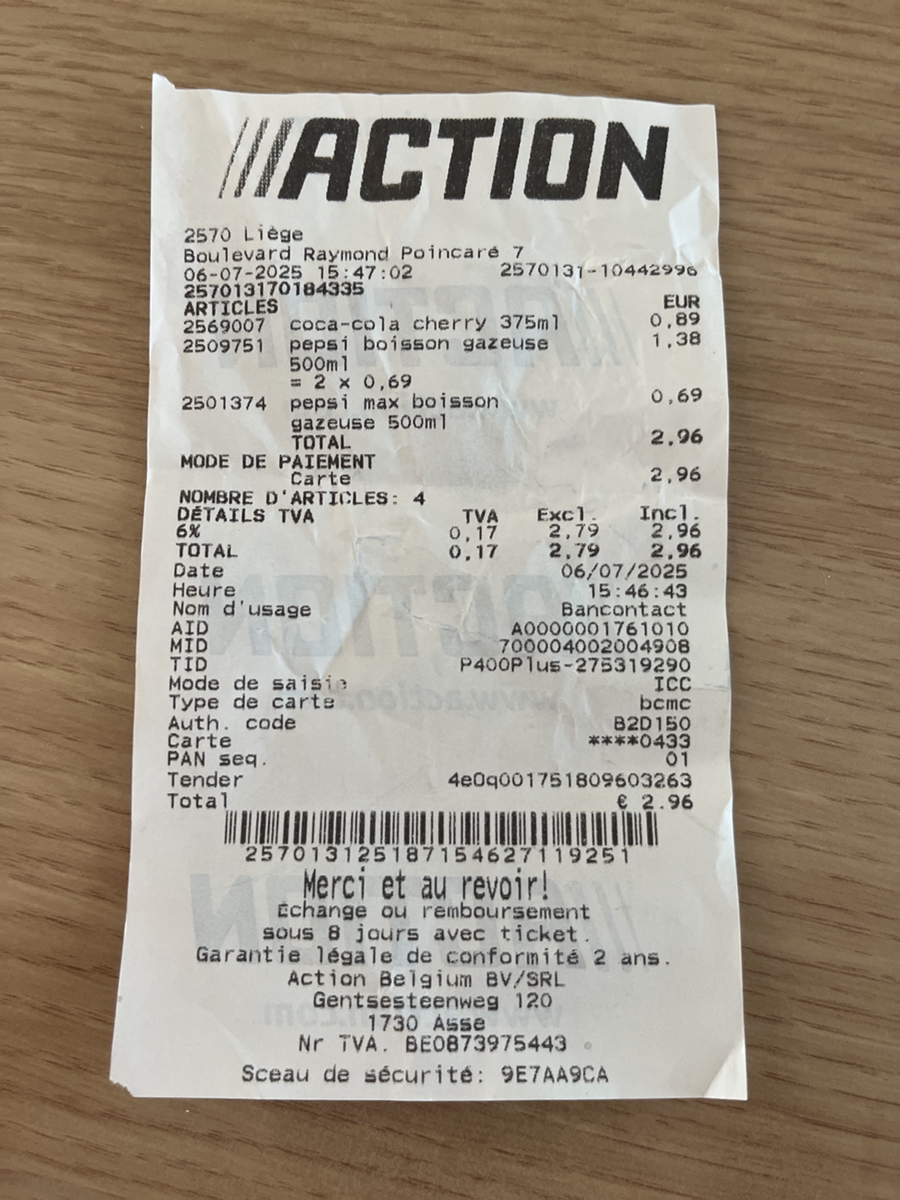 ACTION
2570 Liège
Boulevard Raymond Poincaré 7
06-07-2025 15:47:02 2570131-10442996
257013170184335
ARTICLES EUR
2569007 coca-cola cherry 375ml 0,89
2509751 pepsi boisson gazeuse 1,38
500ml
= 2 x 0,69
2501374 pepsi max boisson 0,69
gazeuse 500ml
TOTAL 2,96
MODE DE PAIEMENT
Carte 2,96
NOMBRE D'ARTICLES: 4
DÉTAILS TVA TVA Excl. Incl.
6% 0,17 2,79 2,96
TOTAL 0,17 2,79 2,96
Date 06/07/2025
Heure 15:46:43
Nom d'usage Bancontact
AID A0000001761010
MID 700004002004908
TID P400Plus-275319290
Mode de saisie ICC
Type de carte bcmc
Auth. code B2D150
Carte ****0433
PAN seq. 01
Tender 4e0q001751809603263
Total € 2.96
257013125187154627119251
Merci et au revoir!
Échange ou remboursement
sous 8 jours avec ticket.
Garantie légale de conformité 2 ans.
Action Belgium BV/SRL
Gentsesteenweg 120
1730 Asse
Nr TVA. BE0873975443
Sceau de sécurité: 9E7AA9CA